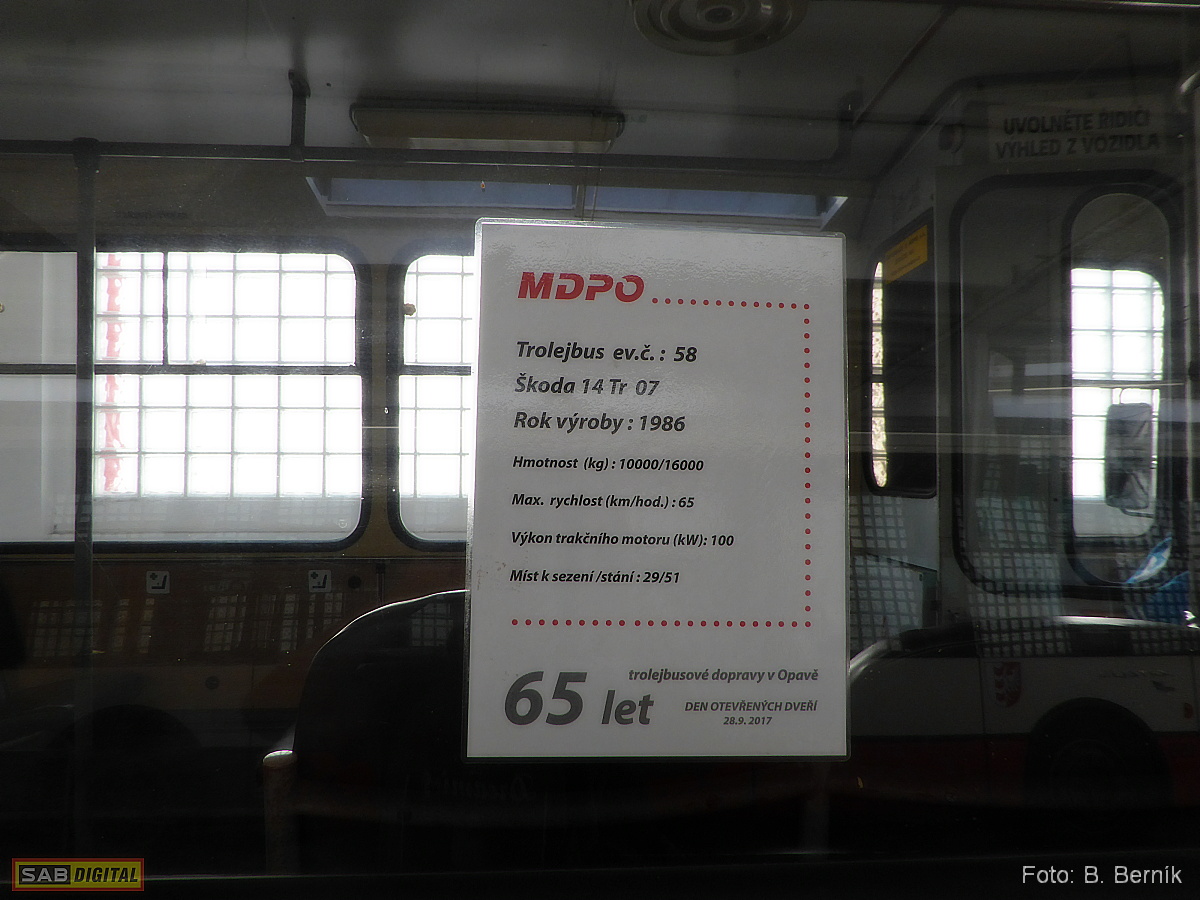 UVOLNĚTE ŘIDIČI
VÝHLED Z VOZIDLA
MDPO
Trolejbus ev.č. : 58
Škoda 14 Tr 07
Rok výroby : 1986
Hmotnost (kg) : 10000/16000
Max. rychlost (km/hod.) : 65
Výkon trakčního motoru (kW): 100
Míst k sezení /stání : 29/51
65 let
trolejbusové dopravy v Opavě
DEN OTEVŘENÝCH DVEŘÍ
28.9. 2017
SAB DIGITAL
Foto: B. Berník